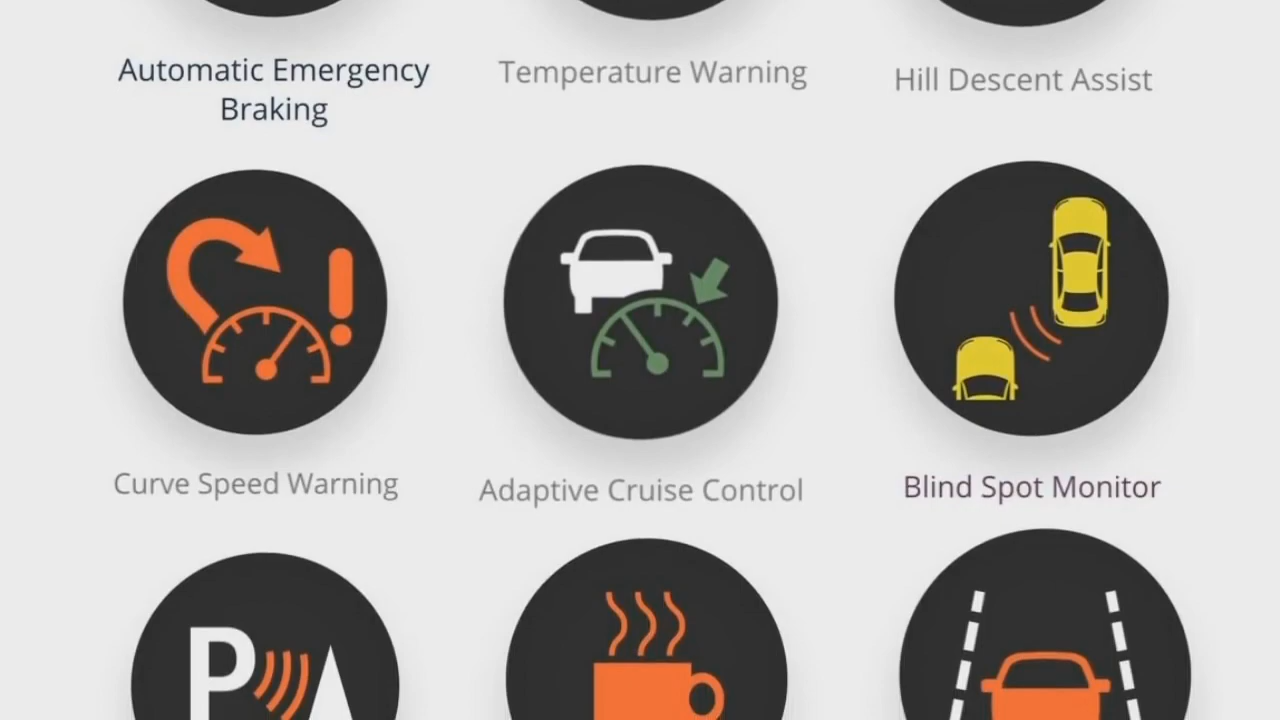 Automatic Emergency
Braking
Temperature Warning
Hill Descent Assist
Curve Speed Warning
Adaptive Cruise Control
Blind Spot Monitor
P